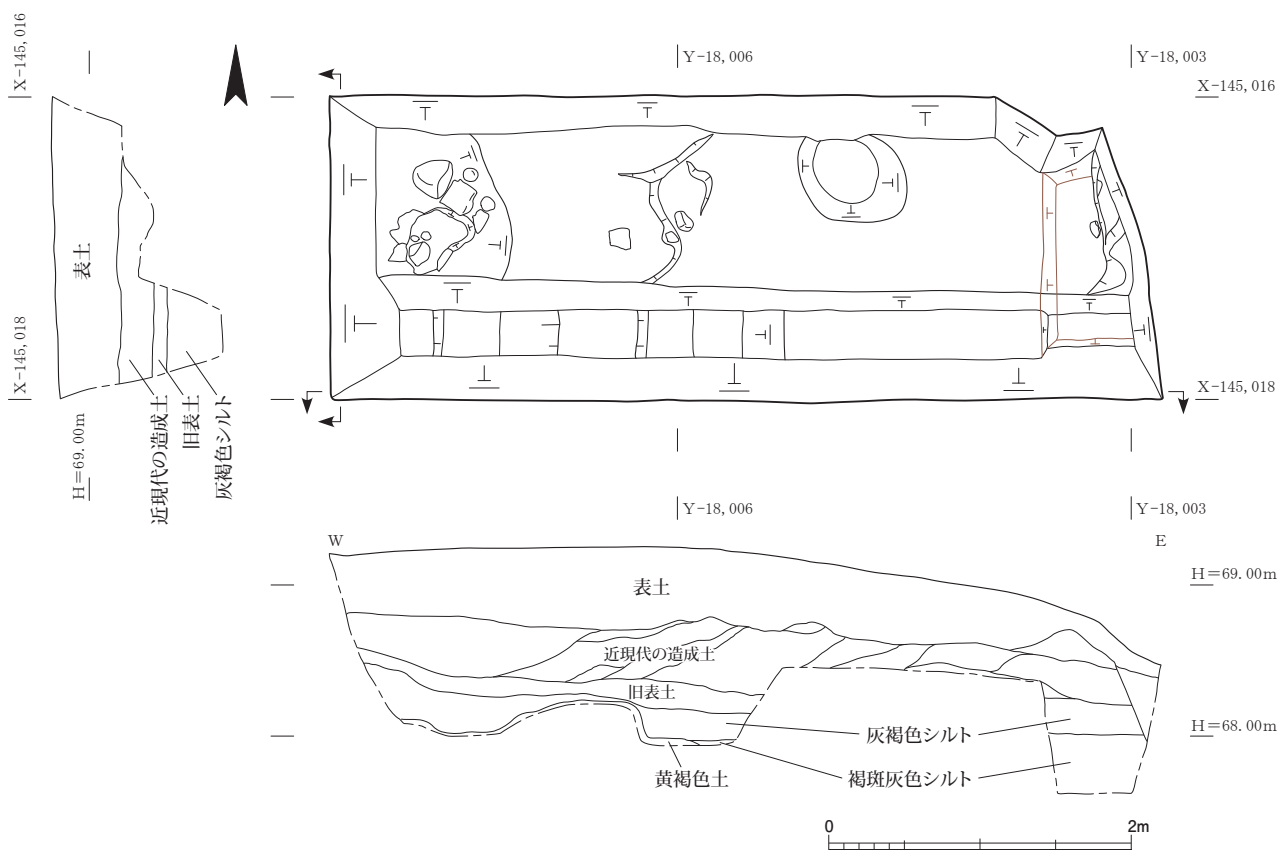 X-145,016
X-145,018
表土
H=69.00m
近現代の造成土
旧表土
灰褐色シルト
Y-18,006
Y-18,003
X-145,016
X-145,018
Y-18,006
Y-18,003
W
E
H=69.00m
表土
近現代の造成土
旧表土
灰褐色シルト
H=68.00m
黄褐色土
褐斑灰色シルト
0
2m